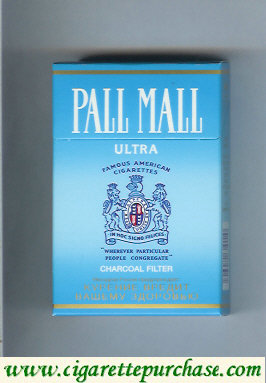 PALL MALL
ULTRA
FAMOUS AMERICAN
CIGARETTES
IN HOC SIGNO VINCES
"WHEREVER PARTICULAR
PEOPLE CONGREGATE"
CHARCOAL FILTER
КУРЕНИЕ ВРЕДИТ
ВАШЕМУ ЗДОРОВЬЮ
www.cigarettepurchase.com